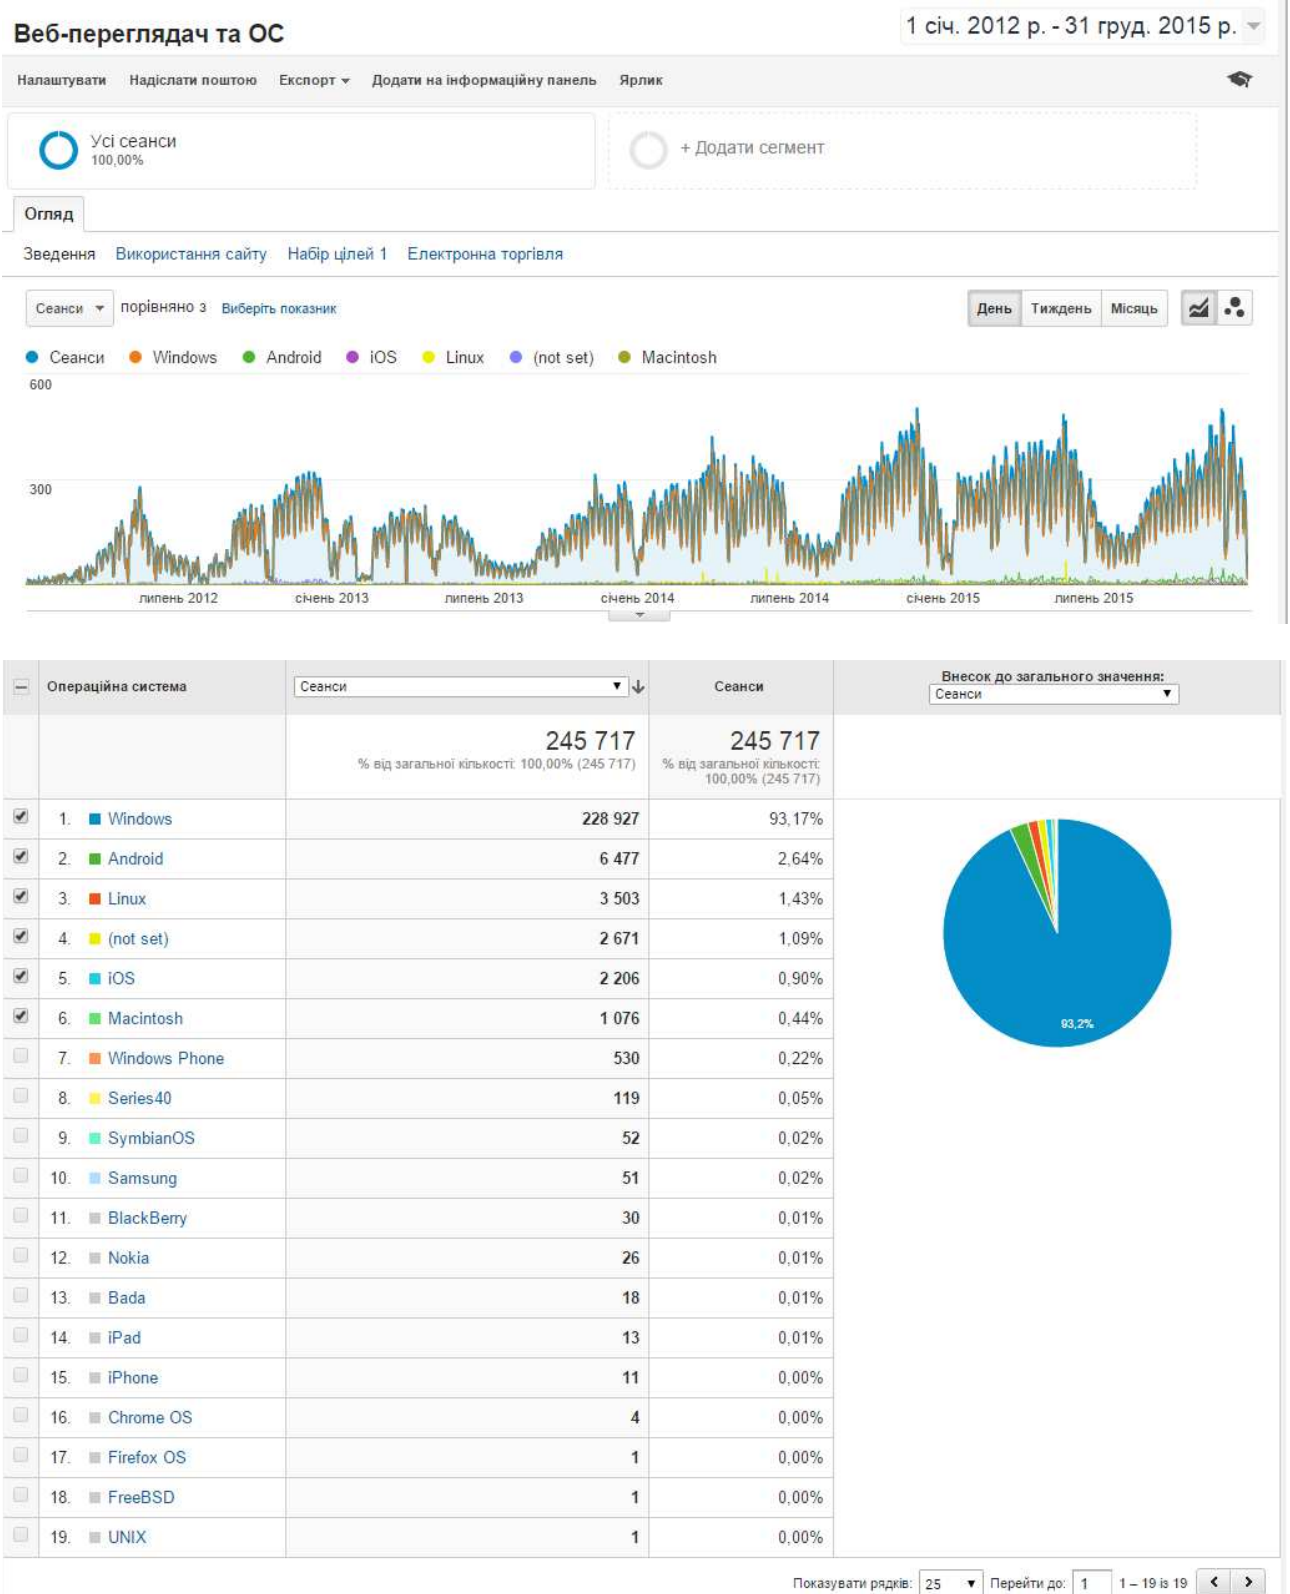 Веб-переглядач та ОС
1 січ. 2012 р. - 31 груд. 2015 р.
Налаштувати Надіслати поштою Експорт Додати на інформаційну панель Ярлик
Усі сеанси
100,00%
+ Додати сегмент
Огляд
Зведення Використання сайту Набір цілей 1 Електронна торгівля
Сеанси порівняно з Виберіть показник День Тиждень Місяць
Сеанси Windows Android iOS Linux (not set) Macintosh
600
300
липень 2012 січень 2013 липень 2013 січень 2014 липень 2014 січень 2015 липень 2015
Операційна система Сеанси Сеанси Внесок до загального значення:
Сеанси
245 717 245 717
% від загальної кількості: 100,00% (245 717) % від загальної кількості:
100,00% (245 717)
1. Windows 228 927 93,17%
2. Android 6 477 2,64%
3. Linux 3 503 1,43%
4. (not set) 2 671 1,09%
5. iOS 2 206 0,90%
6. Macintosh 1 076 0,44%
93,2%
7. Windows Phone 530 0,22%
8. Series40 119 0,05%
9. SymbianOS 52 0,02%
10. Samsung 51 0,02%
11. BlackBerry 30 0,01%
12. Nokia 26 0,01%
13. Bada 18 0,01%
14. iPad 13 0,01%
15. iPhone 11 0,00%
16. Chrome OS 4 0,00%
17. Firefox OS 1 0,00%
18. FreeBSD 1 0,00%
19. UNIX 1 0,00%
Показувати рядків: 25 Перейти до: 1 1 – 19 із 19